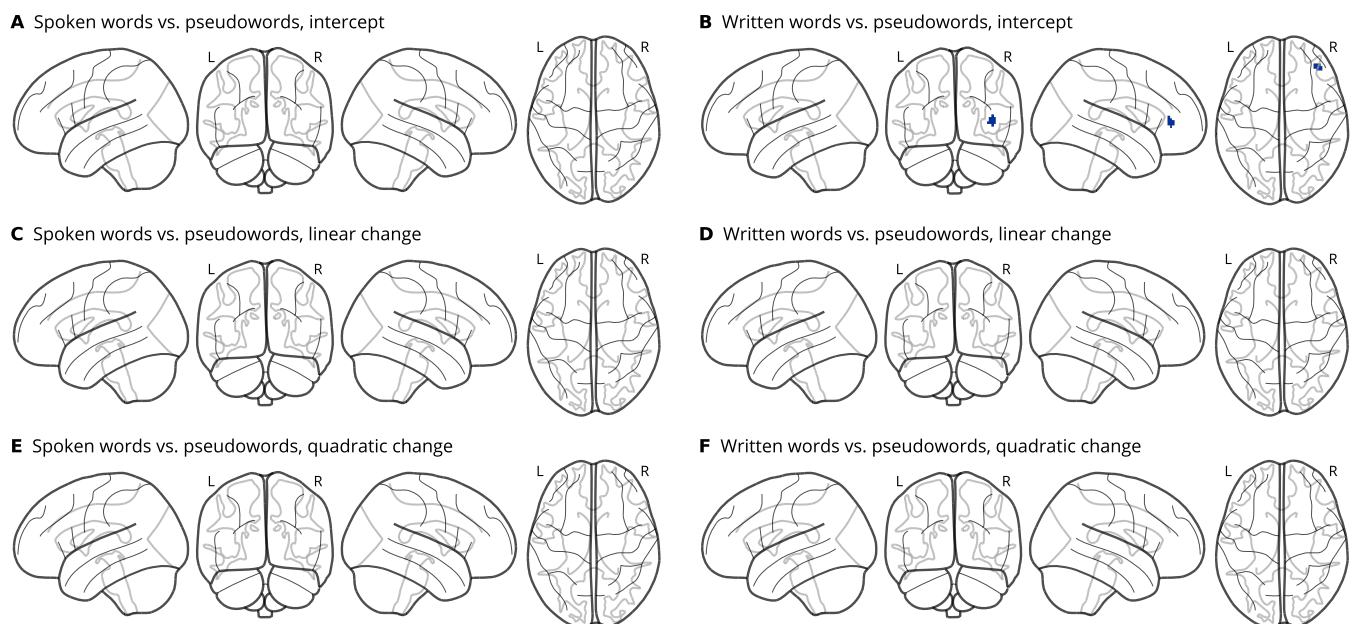 A Spoken words vs. pseudowords, intercept
L R L R
B Written words vs. pseudowords, intercept
L R L R
C Spoken words vs. pseudowords, linear change
L R L R
D Written words vs. pseudowords, linear change
L R L R
E Spoken words vs. pseudowords, quadratic change
L R L R
F Written words vs. pseudowords, quadratic change
L R L R